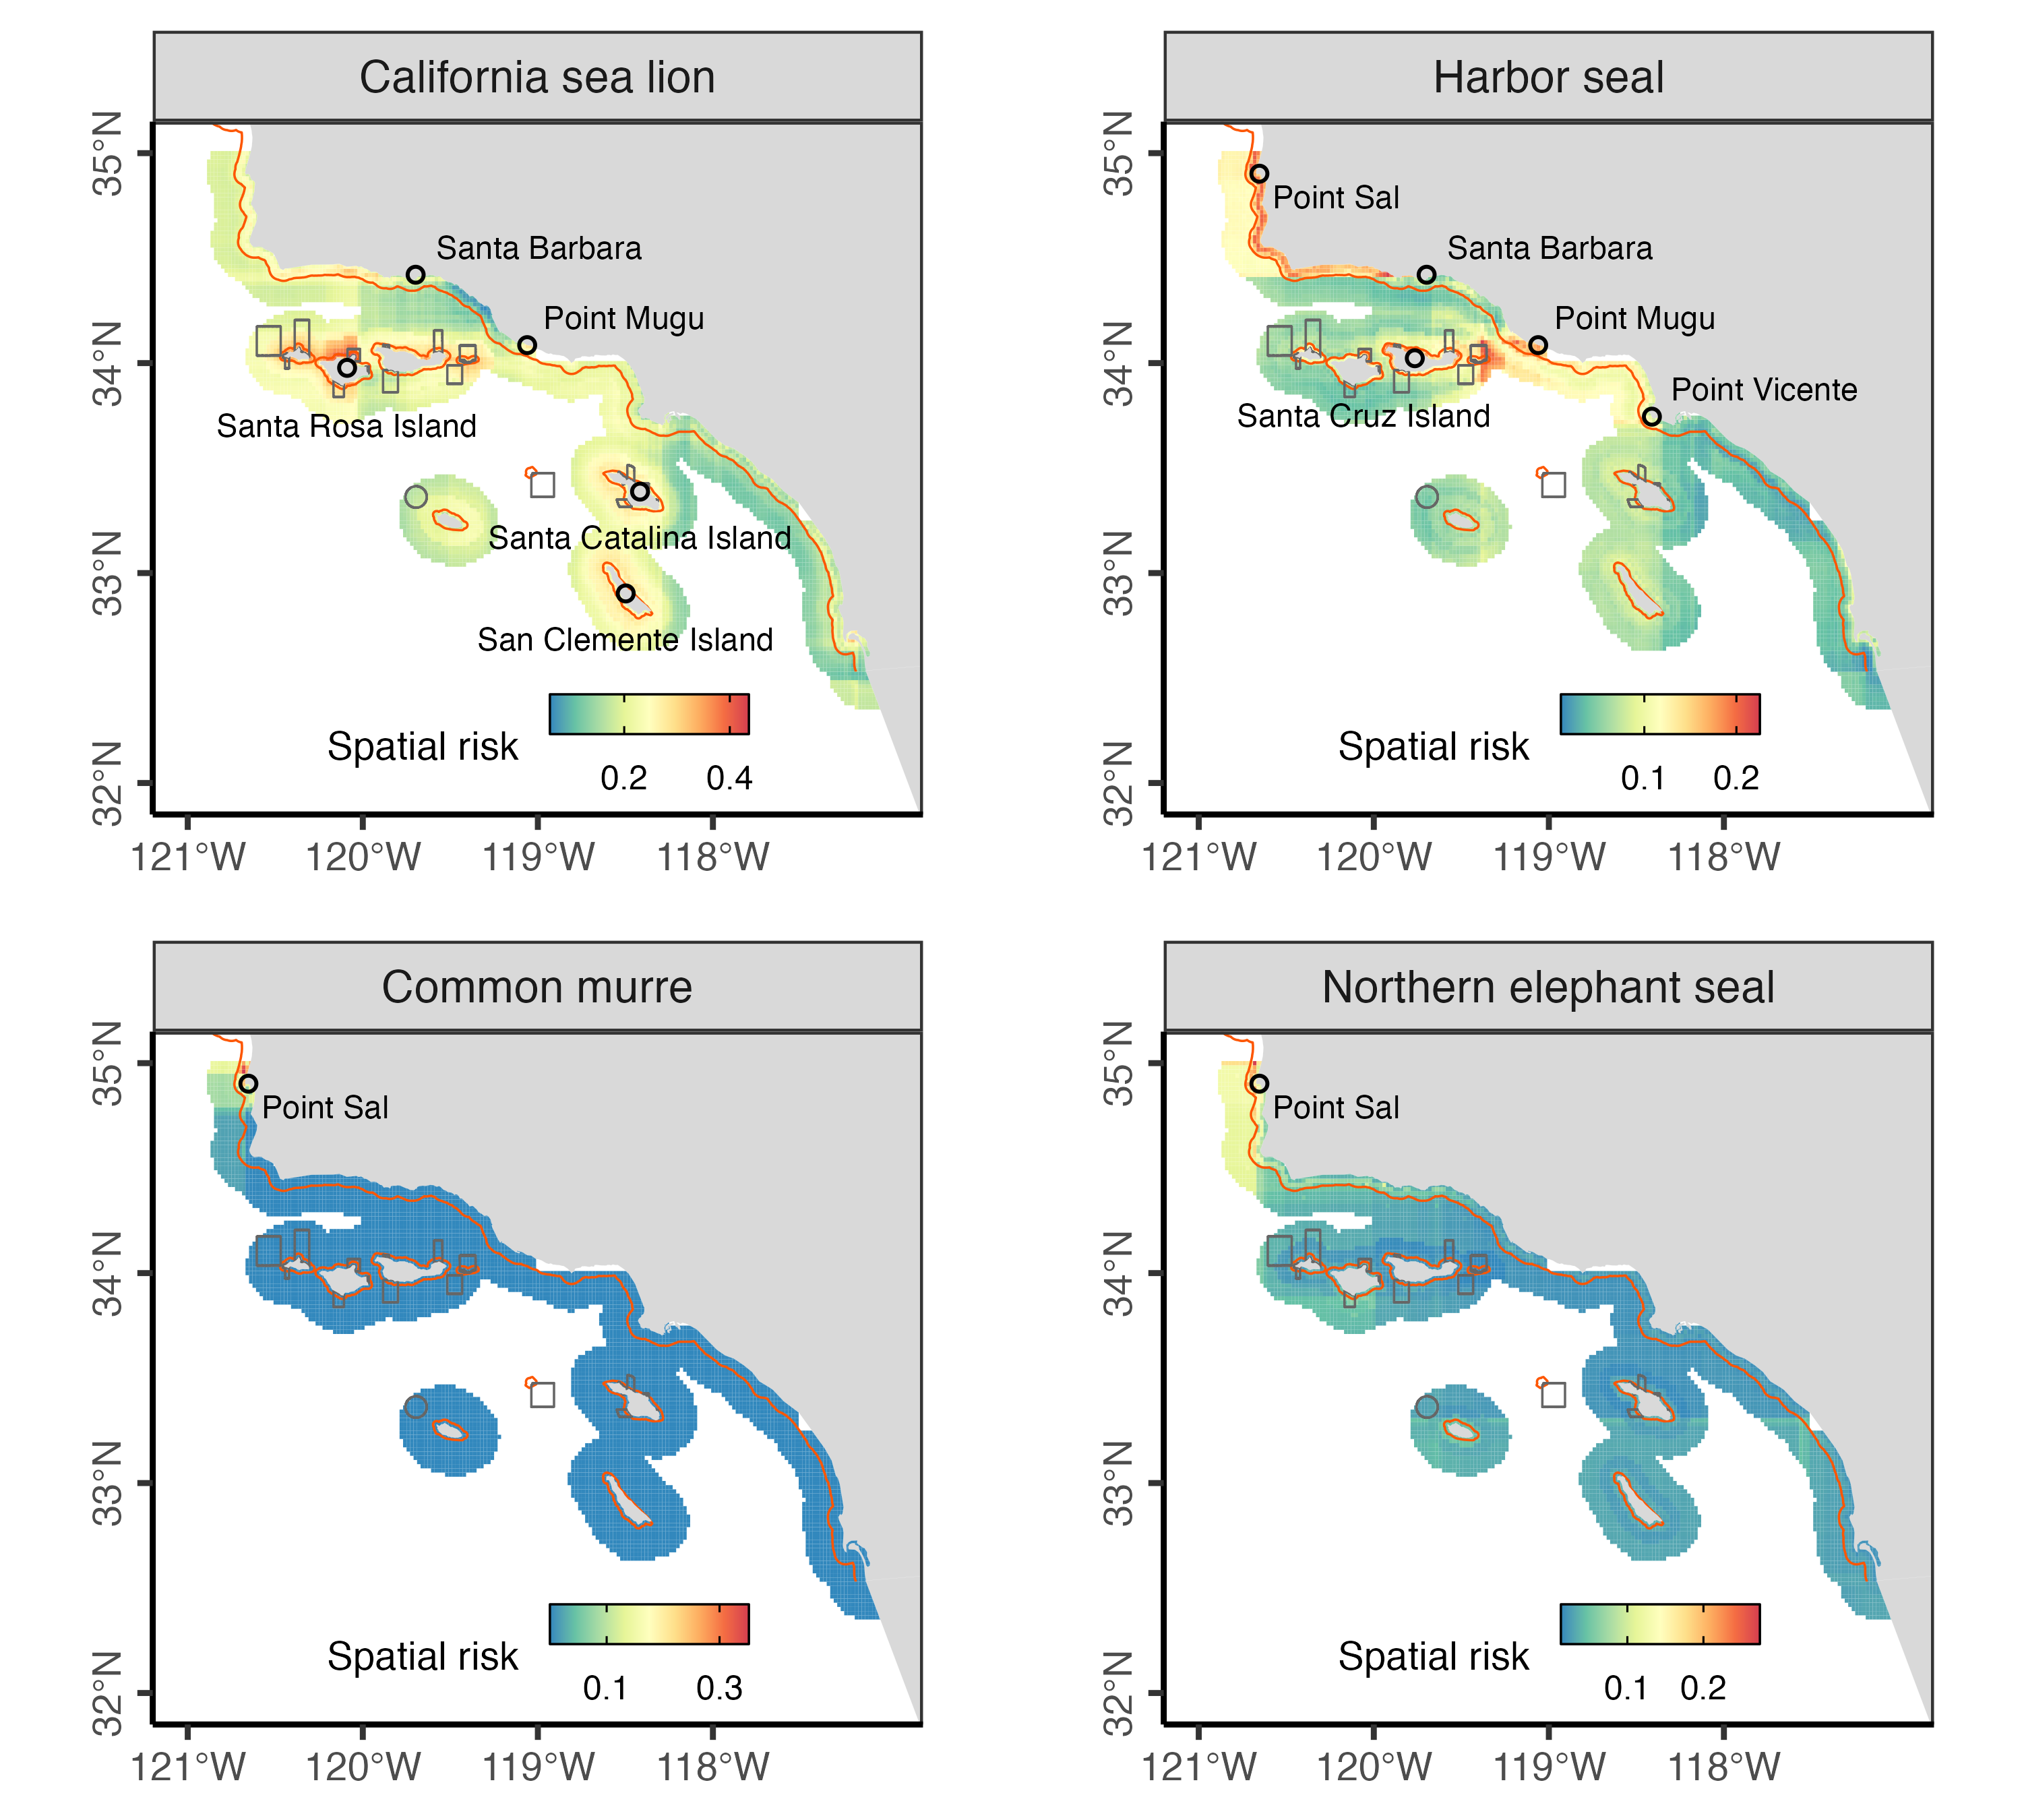 California sea lion
35°N
34°N
33°N
32°N
Santa Barbara
Point Mugu
Santa Rosa Island
Santa Catalina Island
San Clemente Island
Spatial risk
0.2
0.4
121°W
120°W
119°W
118°W
Harbor seal
35°N
34°N
33°N
32°N
Point Sal
Santa Barbara
Point Mugu
Point Vicente
Santa Cruz Island
Spatial risk
0.1
0.2
121°W
120°W
119°W
118°W
Common murre
35°N
34°N
33°N
32°N
Point Sal
Spatial risk
0.1
0.3
121°W
120°W
119°W
118°W
Northern elephant seal
35°N
34°N
33°N
32°N
Point Sal
Spatial risk
0.1
0.2
121°W
120°W
119°W
118°W